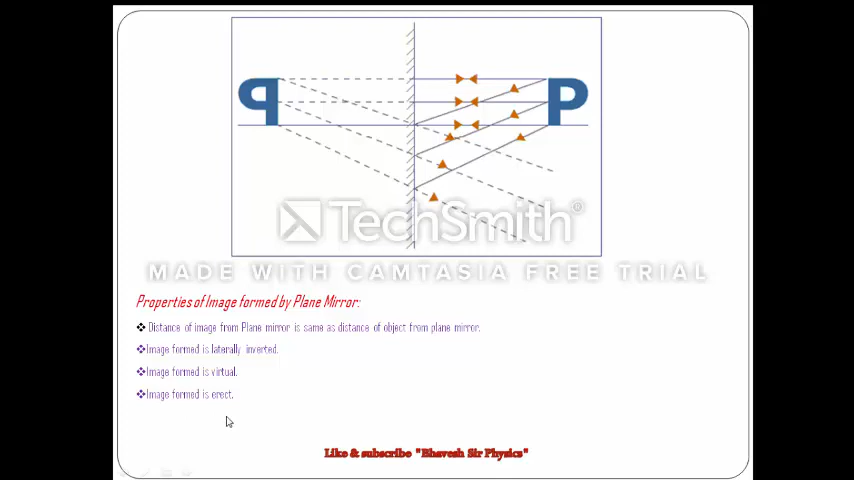 P P
TechSmith®
MADE WITH CAMTASIA FREE TRIAL
Properties of Image formed by Plane Mirror:
Distance of image from Plane mirror is same as distance of object from plane mirror.
Image formed is laterally inverted.
Image formed is virtual.
Image formed is erect.
Like & subscribe "Bhavesh Sir Physics"